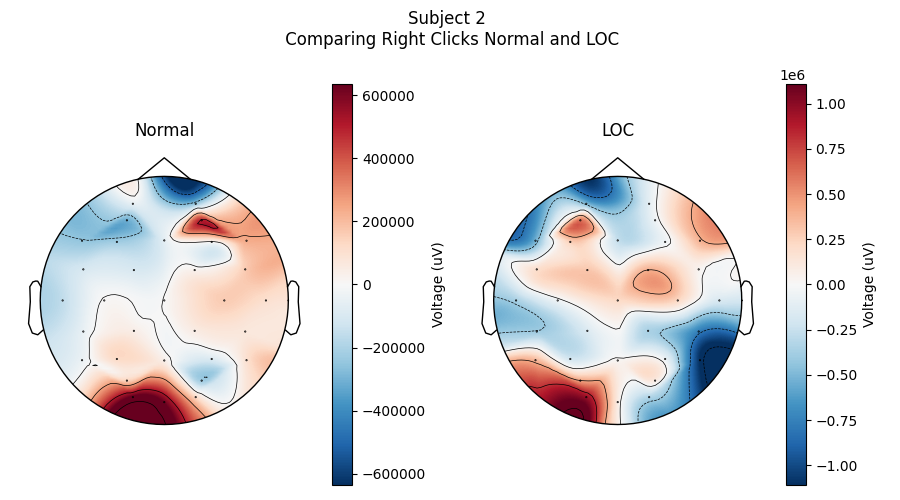 Subject 2
Comparing Right Clicks Normal and LOC
Normal
600000
400000
200000
0
−200000
−400000
−600000
Voltage (uV)
LOC
1e6
1.00
0.75
0.50
0.25
0.00
−0.25
−0.50
−0.75
−1.00
Voltage (uV)